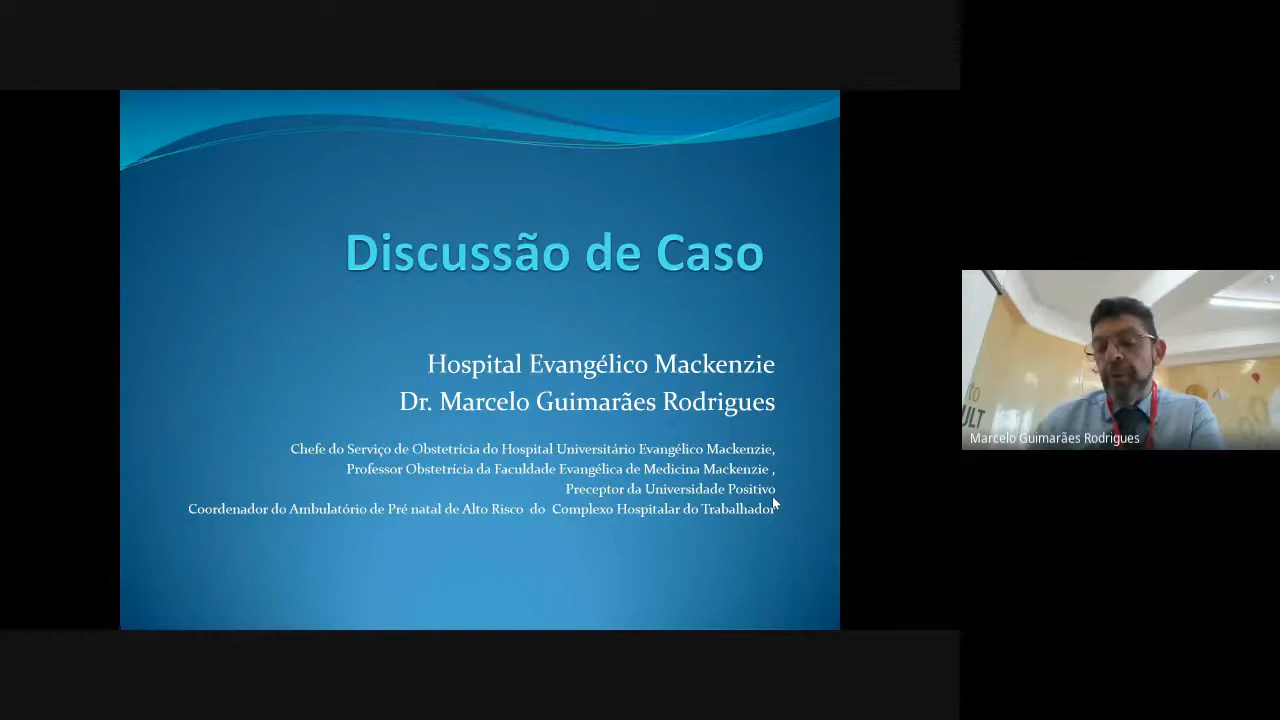 Discussão de Caso
Hospital Evangélico Mackenzie
Dr. Marcelo Guimarães Rodrigues
Chefe do Serviço de Obstetrícia do Hospital Universitário Evangélico Mackenzie,
Professor Obstetrícia da Faculdade Evangélica de Medicina Mackenzie ,
Preceptor da Universidade Positivo
Coordenador do Ambulatório de Pré natal de Alto Risco do Complexo Hospitalar do Trabalhador
to
ULT
Marcelo Guimarães Rodrigues